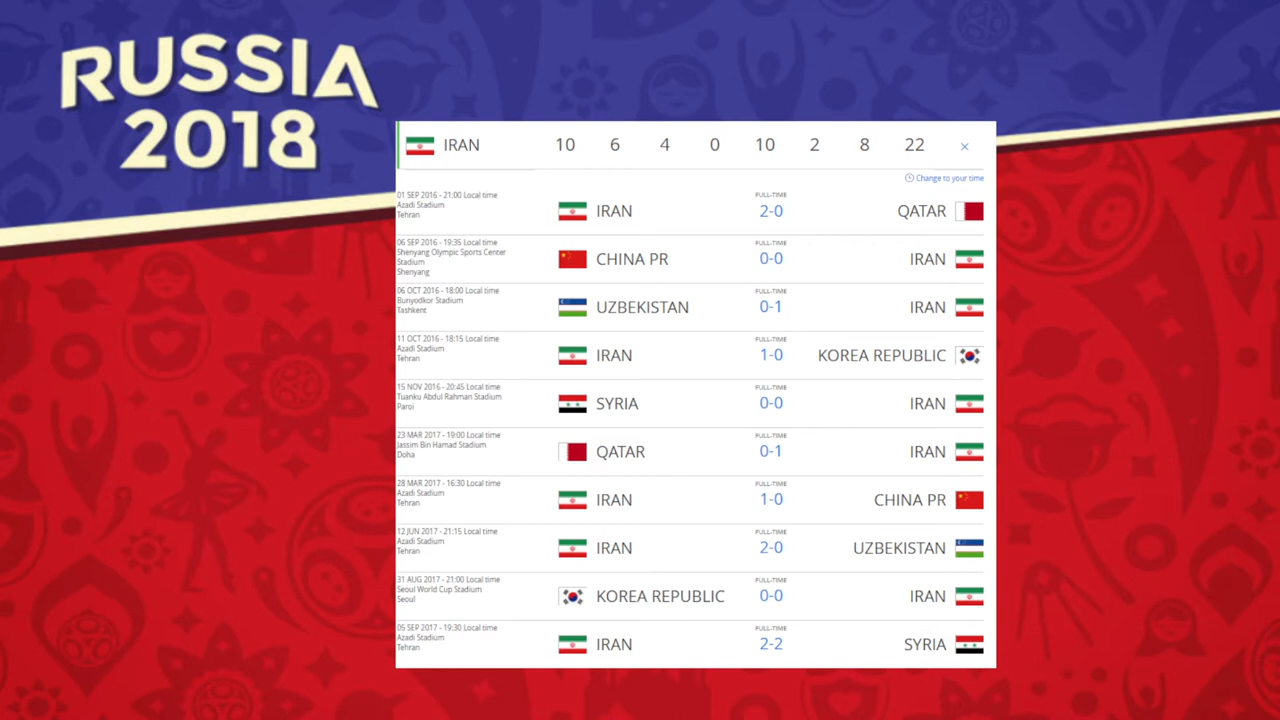 RUSSIA
2018
IRAN 10 6 4 0 10 2 8 22 ×
Change to your time
01 SEP 2016 - 21:00 Local time
Azadi Stadium
Tehran
IRAN FULL-TIME 2-0 QATAR
06 SEP 2016 - 19:35 Local time
Shenyang Olympic Sports Center
Stadium
Shenyang
CHINA PR FULL-TIME 0-0 IRAN
06 OCT 2016 - 18:00 Local time
Bunyodkor Stadium
Tashkent
UZBEKISTAN FULL-TIME 0-1 IRAN
11 OCT 2016 - 18:15 Local time
Azadi Stadium
Tehran
IRAN FULL-TIME 1-0 KOREA REPUBLIC
15 NOV 2016 - 20:45 Local time
Tuanku Abdul Rahman Stadium
Paroi
SYRIA FULL-TIME 0-0 IRAN
23 MAR 2017 - 19:00 Local time
Jassim Bin Hamad Stadium
Doha
QATAR FULL-TIME 0-1 IRAN
28 MAR 2017 - 16:30 Local time
Azadi Stadium
Tehran
IRAN FULL-TIME 1-0 CHINA PR
12 JUN 2017 - 21:15 Local time
Azadi Stadium
Tehran
IRAN FULL-TIME 2-0 UZBEKISTAN
31 AUG 2017 - 21:00 Local time
Seoul World Cup Stadium
Seoul
KOREA REPUBLIC FULL-TIME 0-0 IRAN
05 SEP 2017 - 19:30 Local time
Azadi Stadium
Tehran
IRAN FULL-TIME 2-2 SYRIA